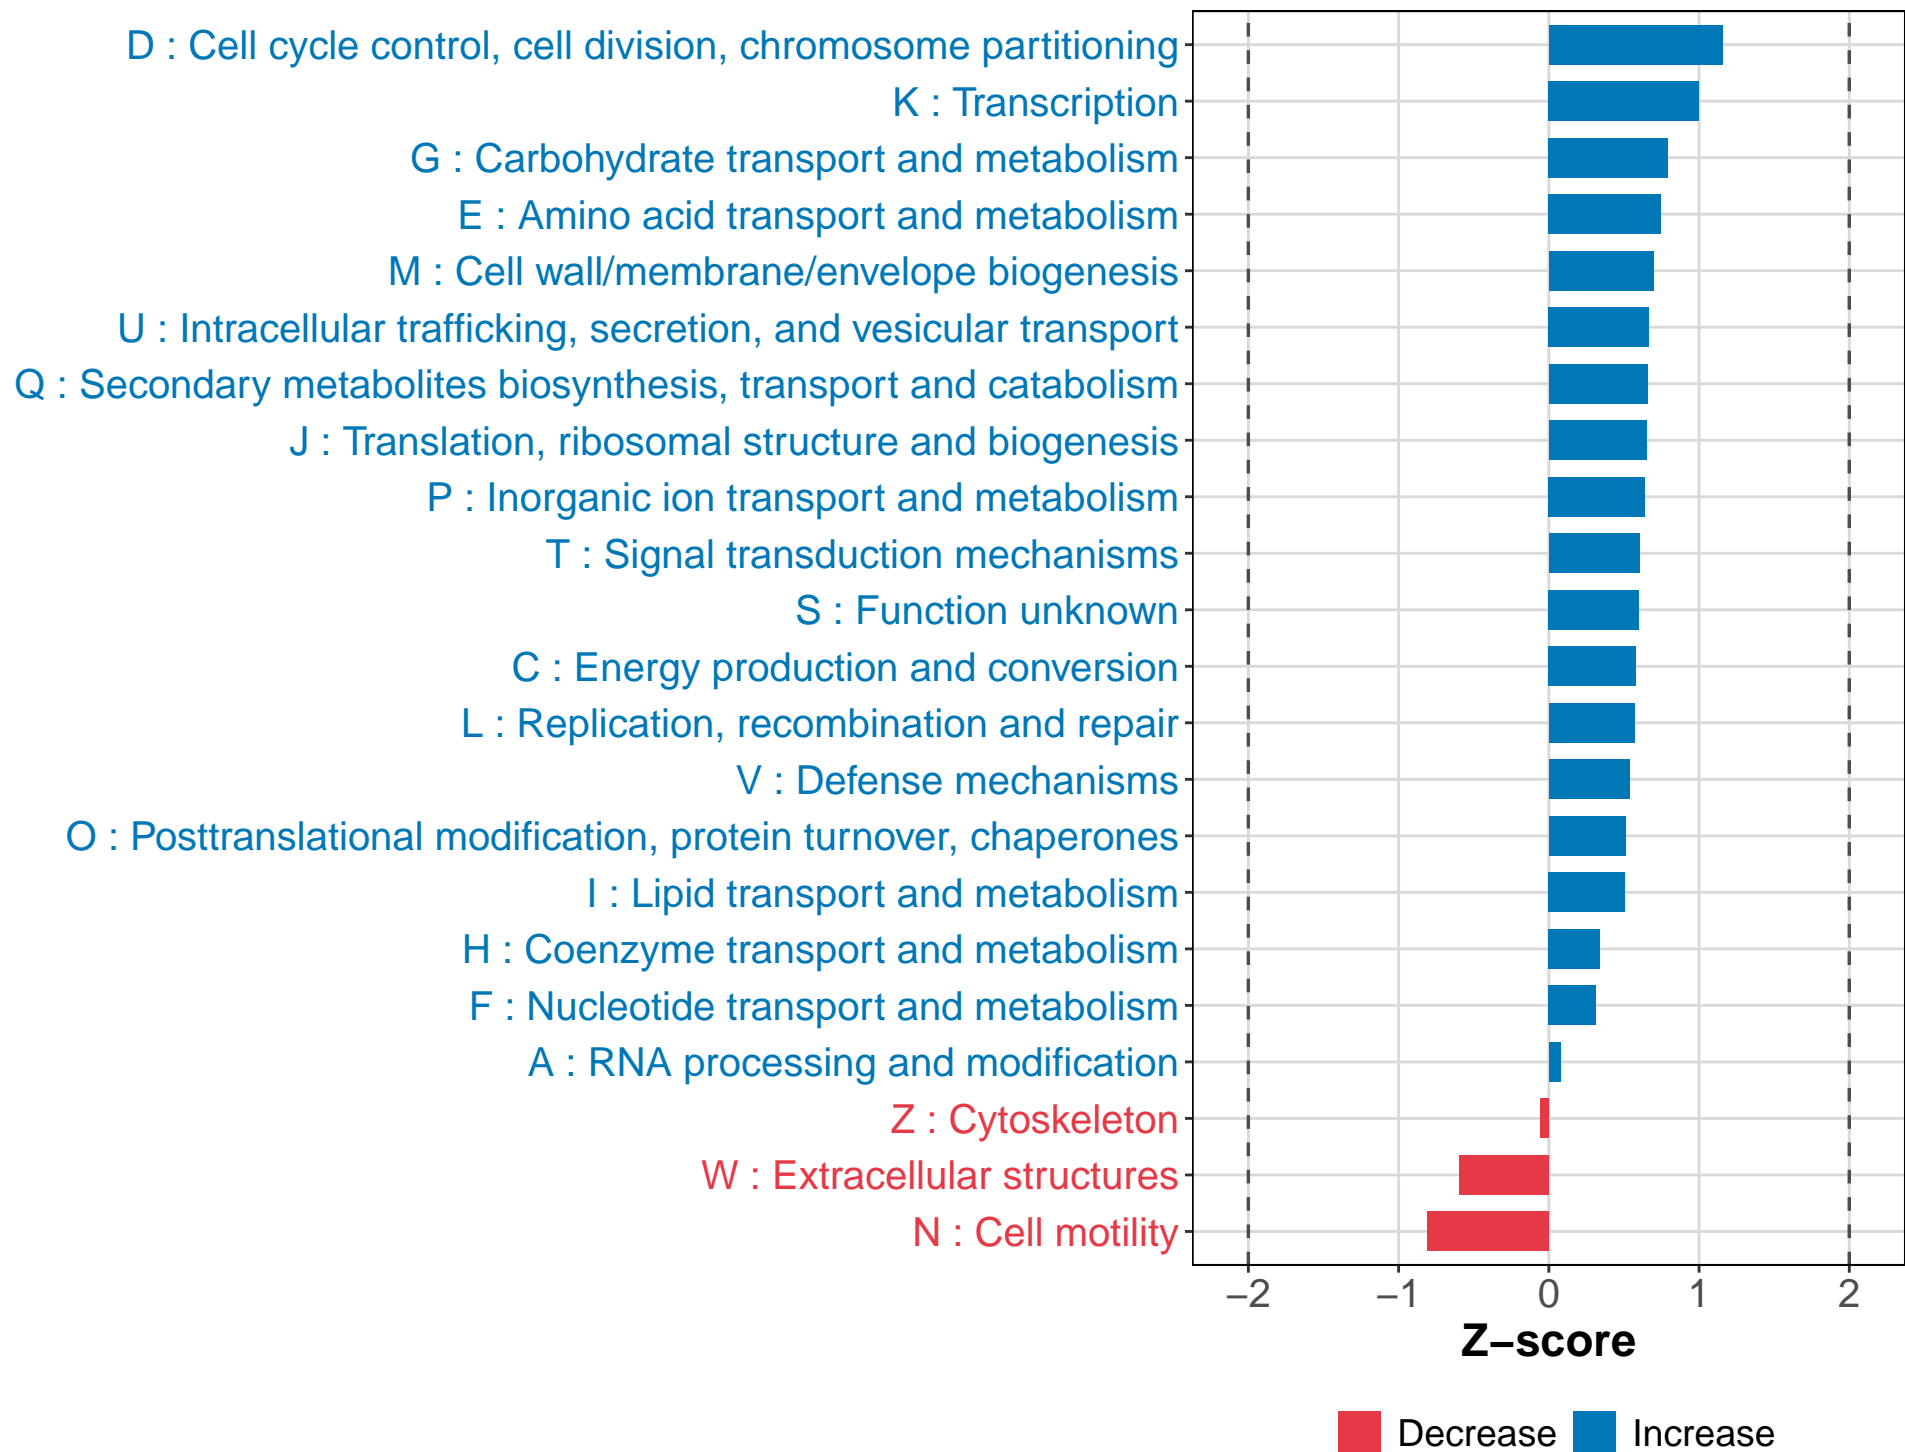 D : Cell cycle control, cell division, chromosome partitioning
K : Transcription
G : Carbohydrate transport and metabolism
E : Amino acid transport and metabolism
M : Cell wall/membrane/envelope biogenesis
U : Intracellular trafficking, secretion, and vesicular transport
Q : Secondary metabolites biosynthesis, transport and catabolism
J : Translation, ribosomal structure and biogenesis
P : Inorganic ion transport and metabolism
T : Signal transduction mechanisms
S : Function unknown
C : Energy production and conversion
L : Replication, recombination and repair
V : Defense mechanisms
O : Posttranslational modification, protein turnover, chaperones
I : Lipid transport and metabolism
H : Coenzyme transport and metabolism
F : Nucleotide transport and metabolism
A : RNA processing and modification
Z : Cytoskeleton
W : Extracellular structures
N : Cell motility
−2 −1 0 1 2
Z−score
Decrease Increase